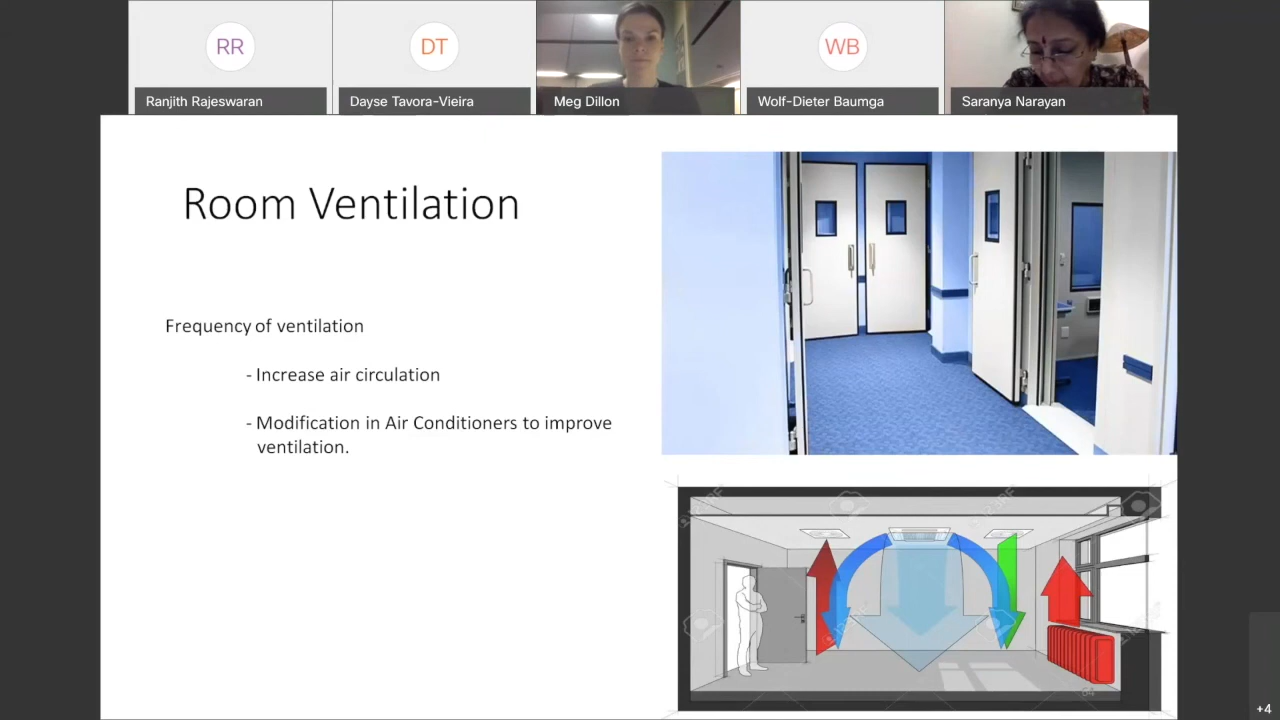 RR
DT
WB
Ranjith Rajeswaran
Dayse Tavora-Vieira
Meg Dillon
Wolf-Dieter Baumga
Saranya Narayan
Room Ventilation
Frequency of ventilation
- Increase air circulation
- Modification in Air Conditioners to improve
ventilation.
+4